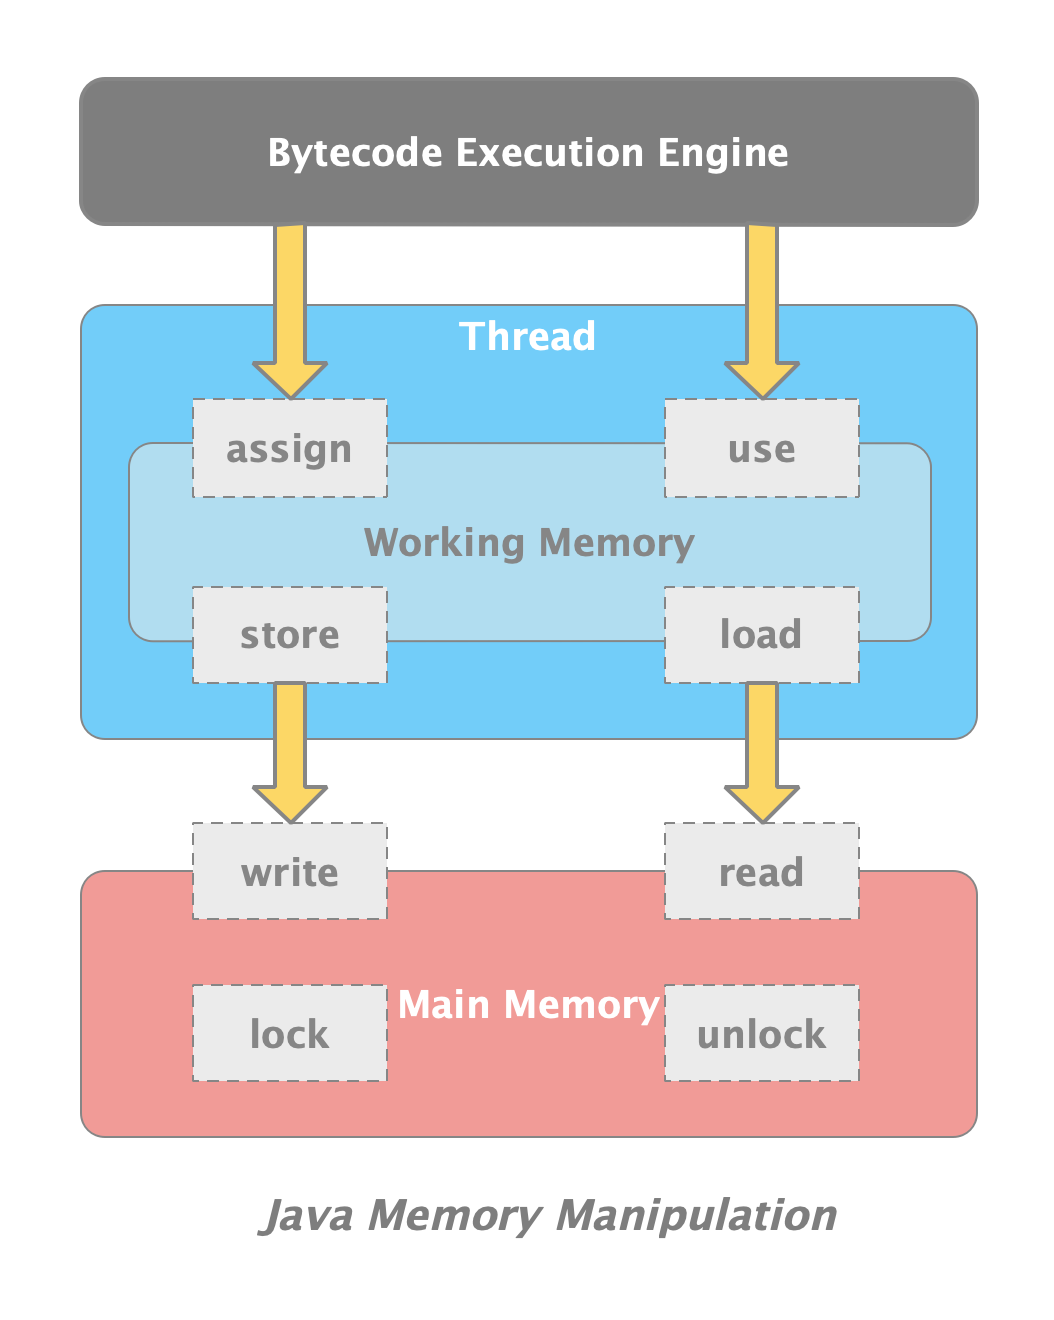 Bytecode Execution Engine
Thread
assign
use
Working Memory
store
load
write
read
Main Memory
lock
unlock
Java Memory Manipulation